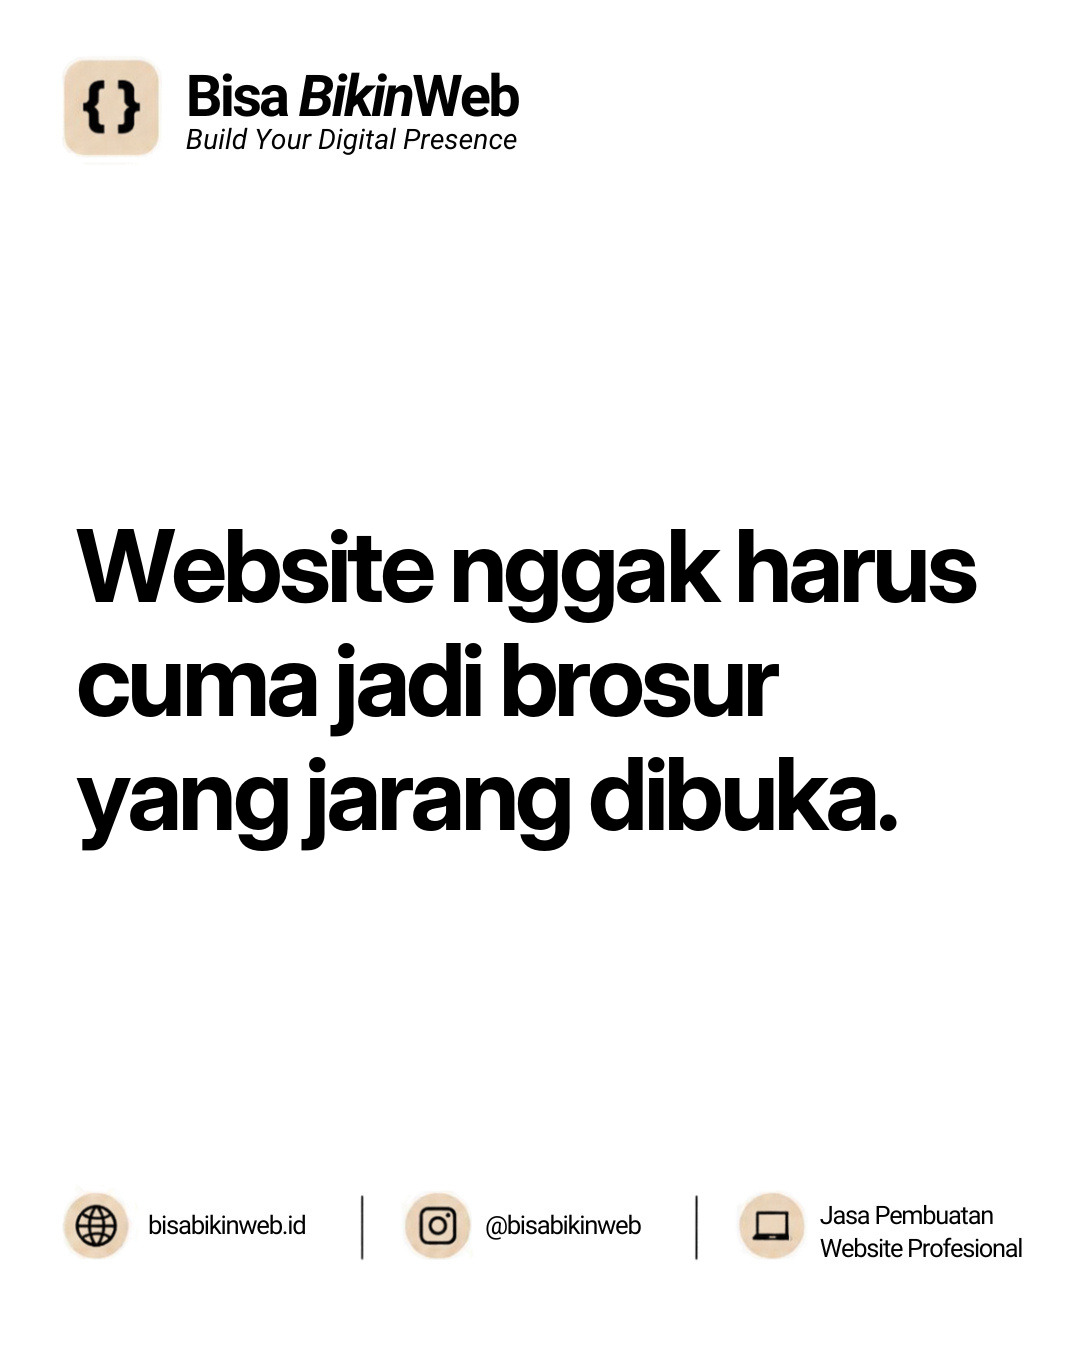 { }
Bisa BikinWeb
Build Your Digital Presence
Website nggak harus
cuma jadi brosur
yang jarang dibuka.
bisabikinweb.id
@bisabikinweb
Jasa Pembuatan
Website Profesional